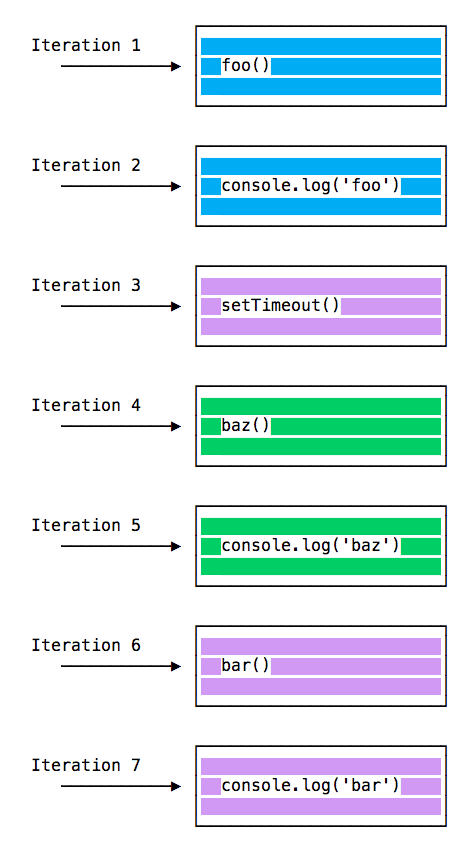 Iteration 1
foo()
Iteration 2
console.log('foo')
Iteration 3
setTimeout()
Iteration 4
baz()
Iteration 5
console.log('baz')
Iteration 6
bar()
Iteration 7
console.log('bar')